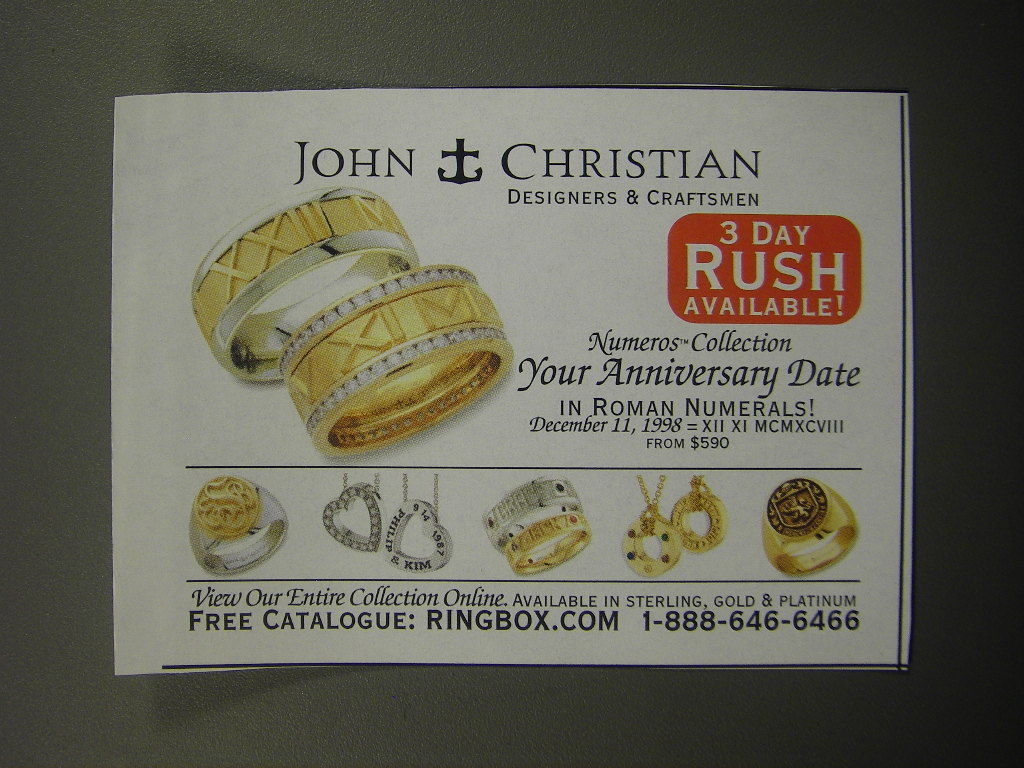 JOHN CHRISTIAN
DESIGNERS & CRAFTSMEN
3 DAY
RUSH
AVAILABLE!
Numeros™ Collection
Your Anniversary Date
IN ROMAN NUMERALS!
December 11, 1998 = XII XI MCMXCVIII
FROM $590
XXIII M
XII M
PHILIP & KIM 1987
View Our Entire Collection Online. AVAILABLE IN STERLING, GOLD & PLATINUM
FREE CATALOGUE: RINGBOX.COM 1-888-646-6466